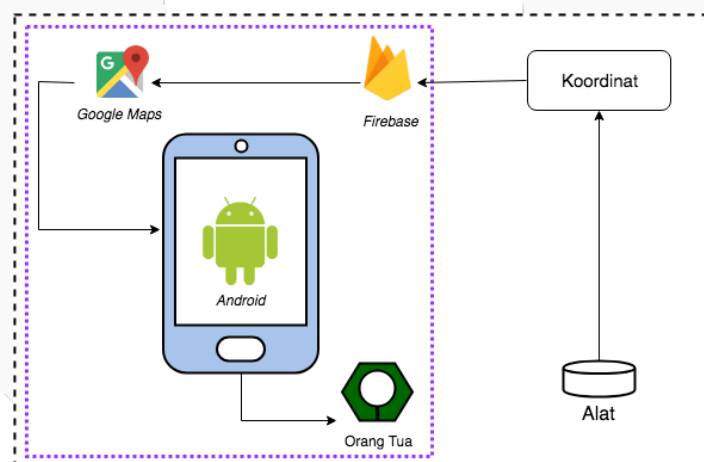 G
Google Maps
Firebase
Koordinat
Android
Orang Tua
Alat